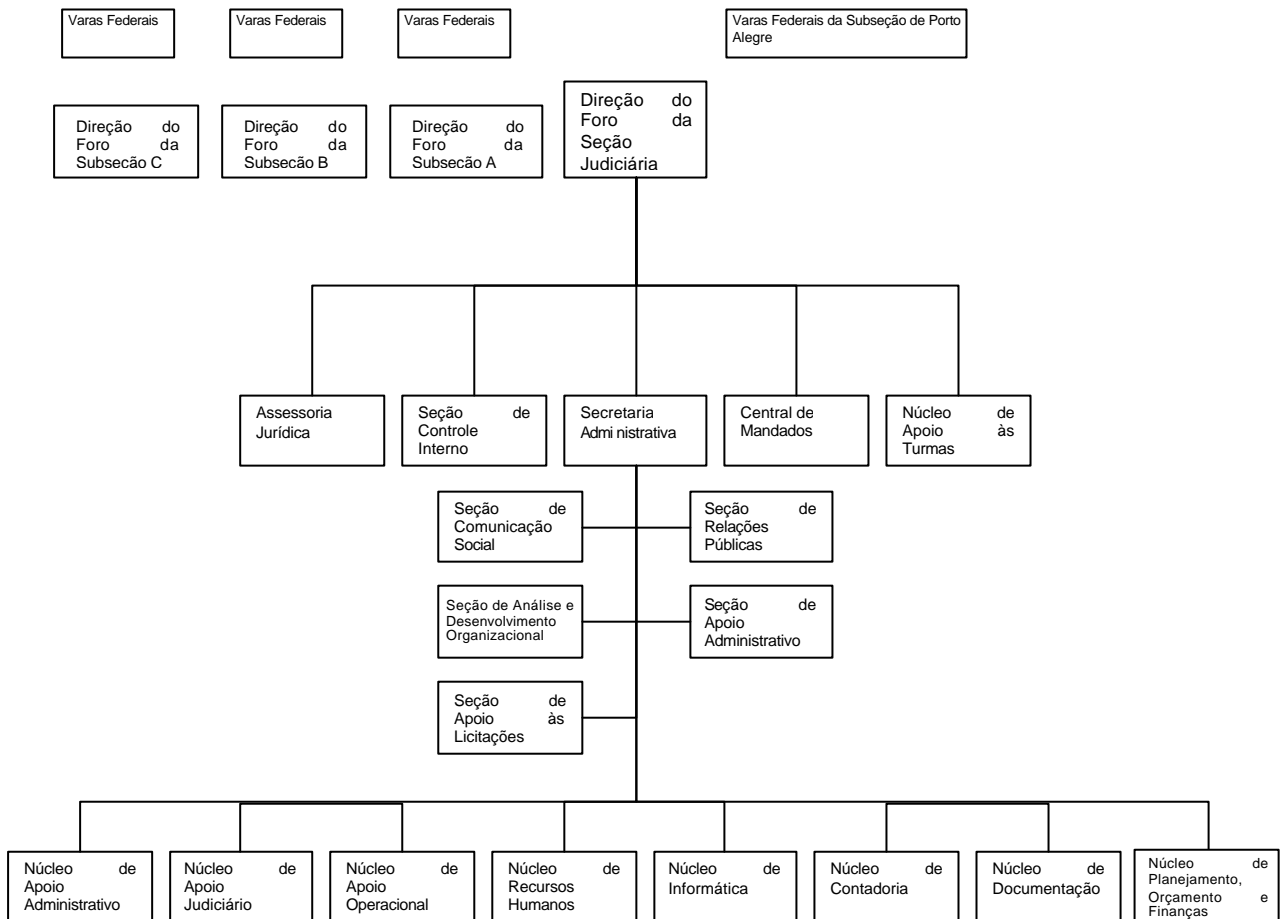 Varas Federais
Varas Federais
Varas Federais
Varas Federais da Subseção de Porto
Alegre
Direção do
Foro da
Subsecão C
Direção do
Foro da
Subsecão B
Direção do
Foro da
Subsecão A
Direção do
Foro da
Seção
Judiciária
Assessoria
Jurídica
Seção de
Controle
Interno
Secretaria
Admi nistrativa
Central de
Mandados
Núcleo de
Apoio às
Turmas
Seção de
Comunicação
Social
Seção de
Relações
Públicas
Seção de Análise e
Desenvolvimento
Organizacional
Seção de
Apoio
Administrativo
Seção de
Apoio às
Licitações
Núcleo de
Apoio
Administrativo
Núcleo de
Apoio
Judiciário
Núcleo de
Apoio
Operacional
Núcleo de
Recursos
Humanos
Núcleo de
Informática
Núcleo de
Contadoria
Núcleo de
Documentação
Núcleo de
Planejamento,
Orçamento e
Finanças